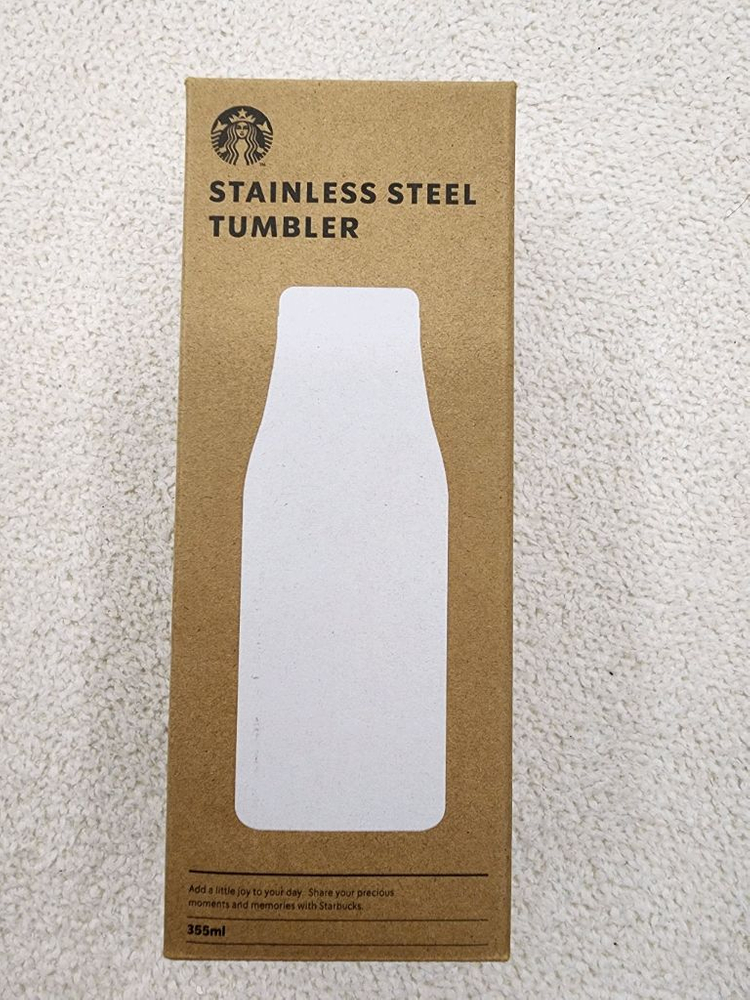 STAINLESS STEEL
TUMBLER
Add a little joy to your day. Share your precious
moments and memories with Starbucks.
355ml